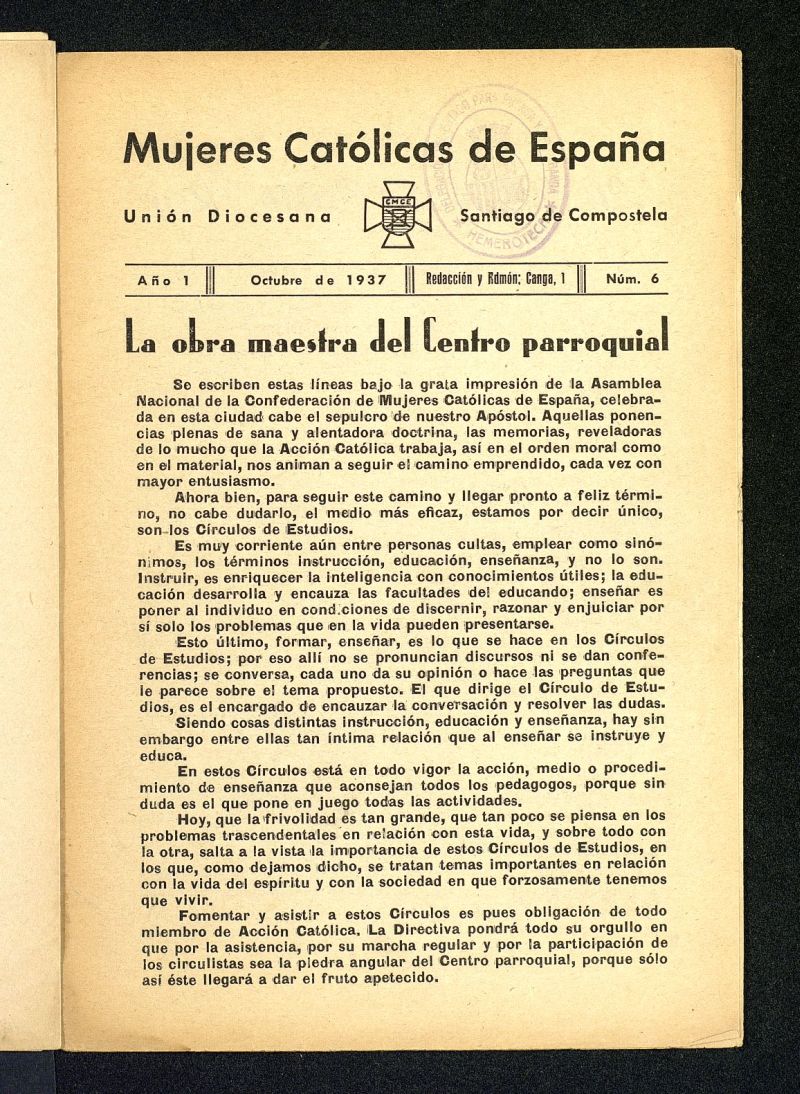 Mujeres Católicas de España
Unión Diocesana
CMCE
Santiago de Compostela
HEMEROTECA
Año 1
Octubre de 1937
Redacción y Admón: Canga, 1
Núm. 6
La obra maestra del Centro parroquial
Se escriben estas líneas bajo la grata impresión de la Asamblea
Nacional de la Confederación de Mujeres Católicas de España, celebra-
da en esta ciudad cabe el sepulcro de nuestro Apóstol. Aquellas ponen-
cias plenas de sana y alentadora doctrina, las memorias, reveladoras
de lo mucho que la Acción Católica trabaja, así en el orden moral como
en el material, nos animan a seguir el camino emprendido, cada vez con
mayor entusiasmo.
Ahora bien, para seguir este camino y llegar pronto a feliz térmi-
no, no cabe dudarlo, el medio más eficaz, estamos por decir único,
son los Círculos de Estudios.
Es muy corriente aún entre personas cultas, emplear como sinó-
nimos, los términos instrucción, educación, enseñanza, y no lo son.
Instruir, es enriquecer la inteligencia con conocimientos útiles; la edu-
cación desarrolla y encauza las facultades del educando; enseñar es
poner al individuo en condiciones de discernir, razonar y enjuiciar por
sí solo los problemas que en la vida pueden presentarse.
Esto último, formar, enseñar, es lo que se hace en los Círculos
de Estudios; por eso allí no se pronuncian discursos ni se dan confe-
rencias; se conversa, cada uno da su opinión o hace las preguntas que
le parece sobre el tema propuesto. El que dirige el Círculo de Estu-
dios, es el encargado de encauzar la conversación y resolver las dudas.
Siendo cosas distintas instrucción, educación y enseñanza, hay sin
embargo entre ellas tan íntima relación que al enseñar se instruye y
educa.
En estos Círculos está en todo vigor la acción, medio o procedi-
miento de enseñanza que aconsejan todos los pedagogos, porque sin
duda es el que pone en juego todas las actividades.
Hoy, que la frivolidad es tan grande, que tan poco se piensa en los
problemas trascendentales en relación con esta vida, y sobre todo con
la otra, salta a la vista la importancia de estos Círculos de Estudios, en
los que, como dejamos dicho, se tratan temas importantes en relación
con la vida del espíritu y con la sociedad en que forzosamente tenemos
que vivir.
Fomentar y asistir a estos Círculos es pues obligación de todo
miembro de Acción Católica. La Directiva pondrá todo su orgullo en
que por la asistencia, por su marcha regular y por la participación de
los circulistas sea la piedra angular del Centro parroquial, porque sólo
así éste llegará a dar el fruto apetecido.